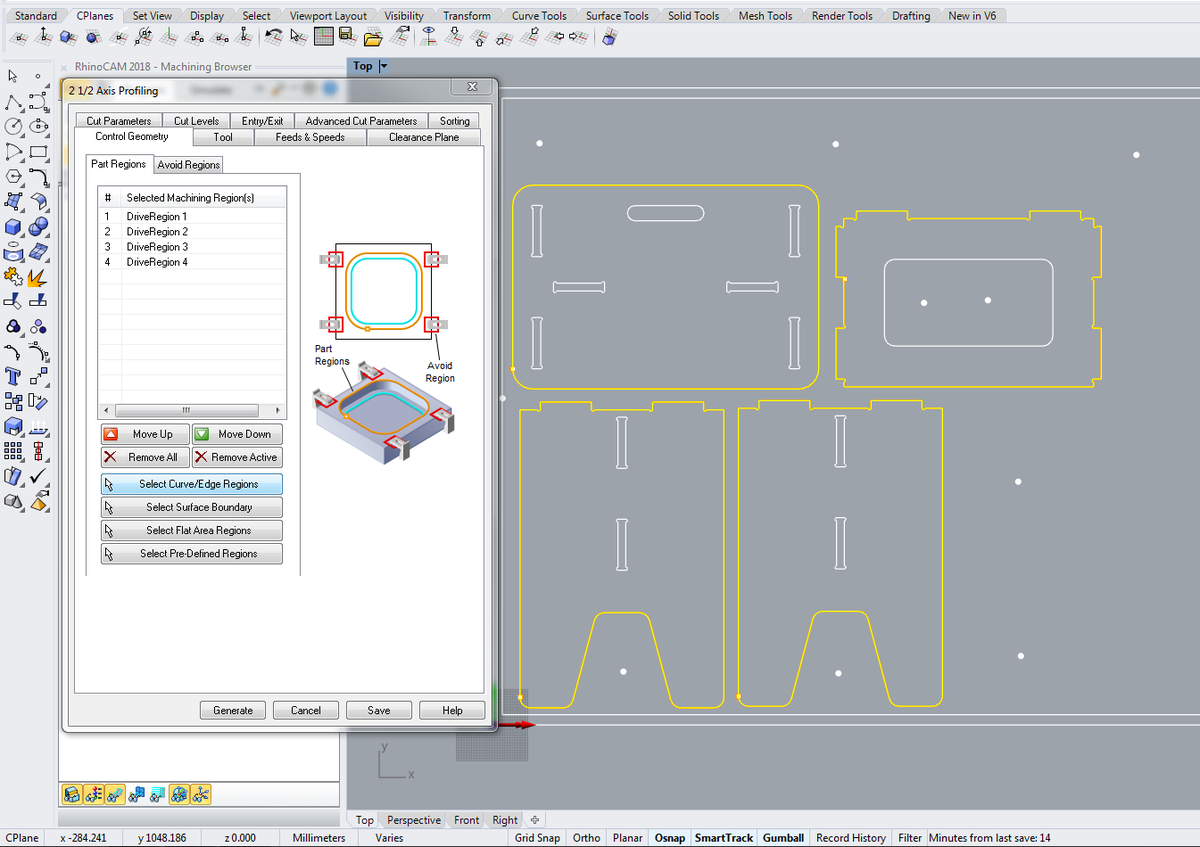 Standard CPlanes Set View Display Select Viewport Layout Visibility Transform Curve Tools Surface Tools Solid Tools Mesh Tools Render Tools Drafting New in V6
RhinoCAM 2018 - Machining Browser
Top
2 1/2 Axis Profiling
Simulate
Cut Parameters Cut Levels Entry/Exit Advanced Cut Parameters Sorting
Control Geometry Tool Feeds & Speeds Clearance Plane
Part Regions Avoid Regions
# Selected Machining Region(s)
1 DriveRegion 1
2 DriveRegion 2
3 DriveRegion 3
4 DriveRegion 4
Part
Regions
Avoid
Region
Move Up Move Down
Remove All Remove Active
Select Curve/Edge Regions
Select Surface Boundary
Select Flat Area Regions
Select Pre-Defined Regions
Generate Cancel Save Help
y
x
Top Perspective Front Right
CPlane x -284.241 y 1048.186 z 0.000 Millimeters Varies Grid Snap Ortho Planar Osnap SmartTrack Gumball Record History Filter Minutes from last save: 14